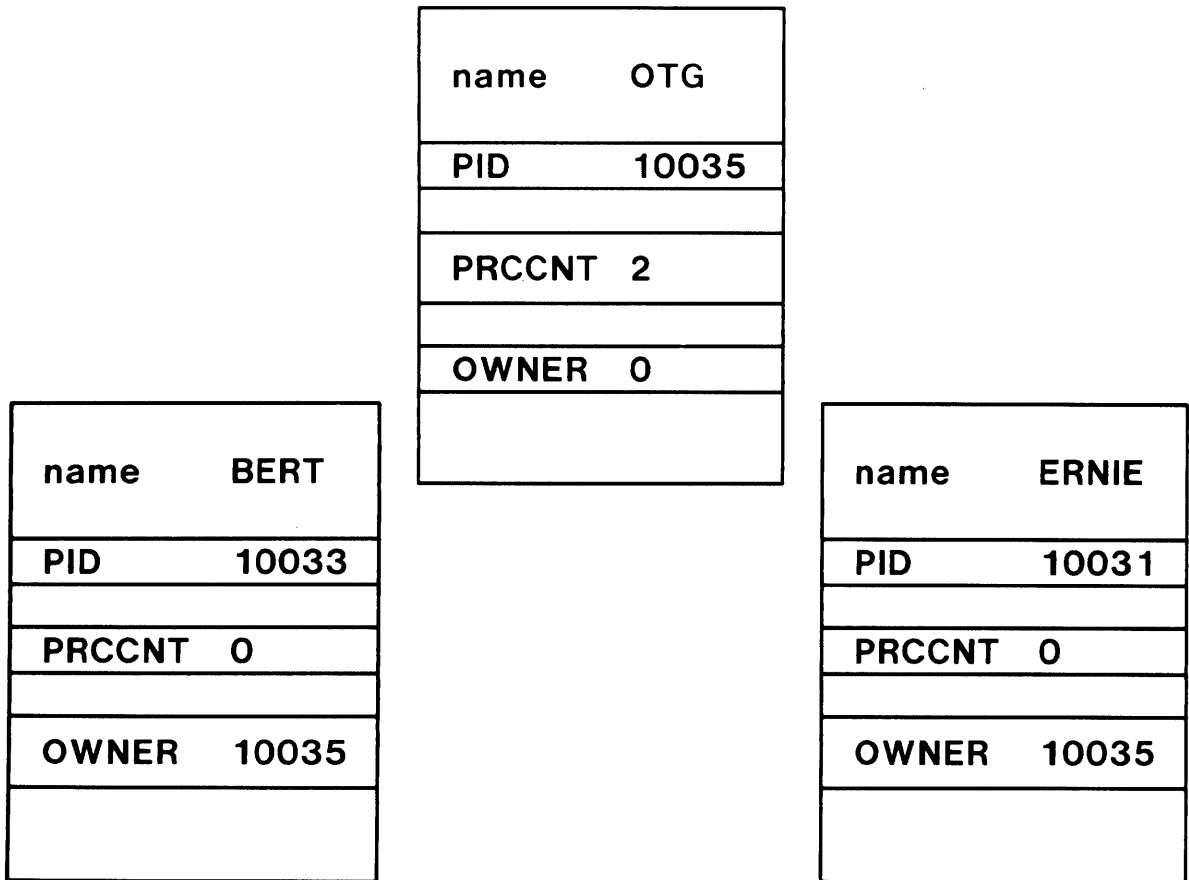 name OTG
PID 10035
PRCCNT 2
OWNER 0
name BERT
PID 10033
PRCCNT 0
OWNER 10035
name ERNIE
PID 10031
PRCCNT 0
OWNER 10035